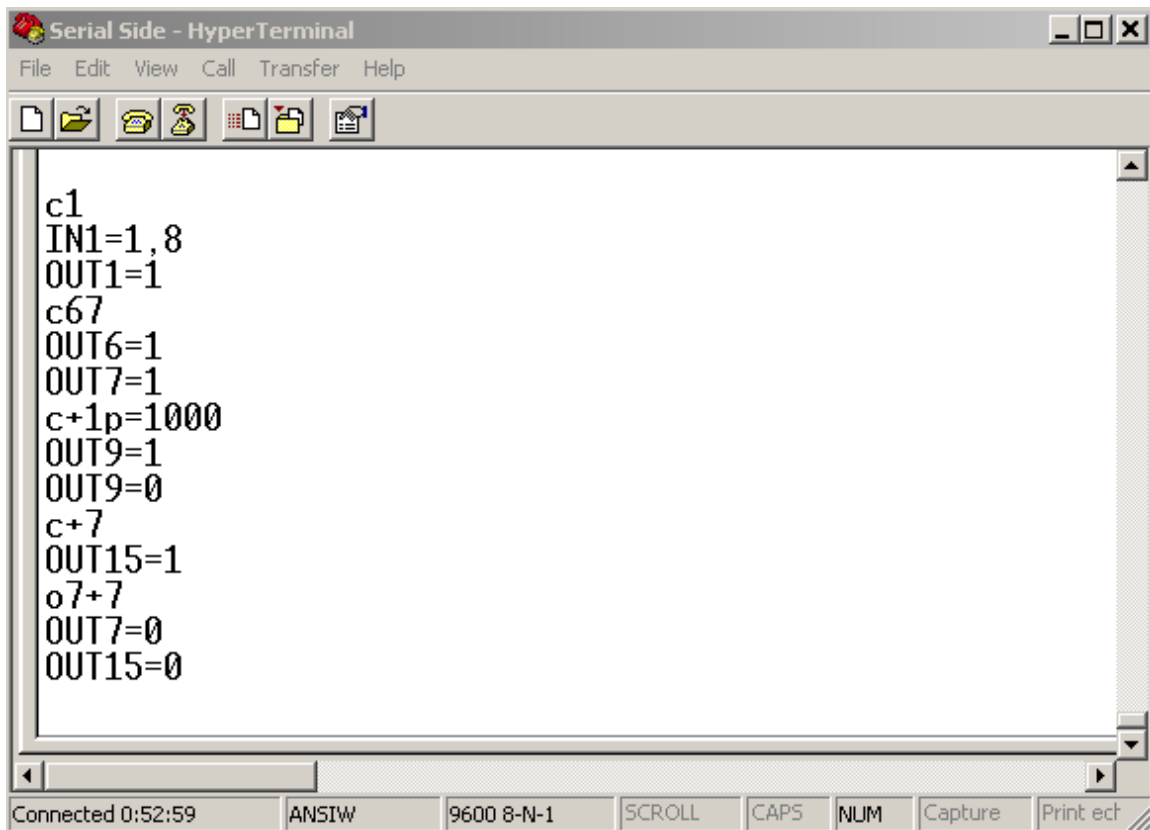 Serial Side - HyperTerminal
File Edit View Call Transfer Help
c1
IN1=1,8
OUT1=1
c67
OUT6=1
OUT7=1
c+1p=1000
OUT9=1
OUT9=0
c+7
OUT15=1
o7+7
OUT7=0
OUT15=0
Connected 0:52:59 ANSIW 9600 8-N-1 SCROLL CAPS NUM Capture Print ech